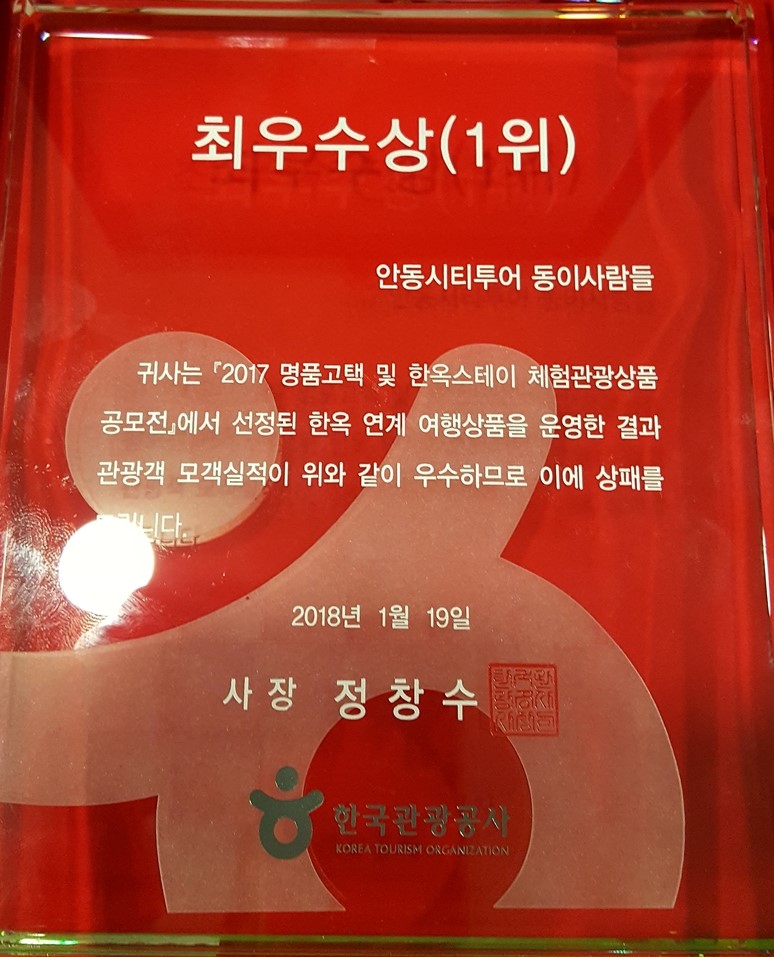 최우수상(1위)
안동시티투어 동이사람들
귀사는 『2017 명품고택 및 한옥스테이 체험관광상품
공모전』에서 선정된 한옥 연계 여행상품을 운영한 결과
관광객 모객실적이 위와 같이 우수하므로 이에 상패를
2018년 1월 19일
사장 정창수
한국관광공사
KOREA TOURISM ORGANIZATION